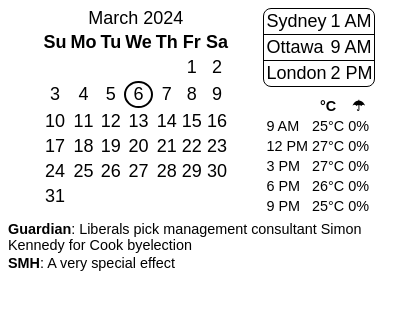 March 2024
Su Mo Tu We Th Fr Sa
1 2
3 4 5 6 7 8 9
10 11 12 13 14 15 16
17 18 19 20 21 22 23
24 25 26 27 28 29 30
31
Sydney 1 AM
Ottawa 9 AM
London 2 PM
°C ☂
9 AM 25°C 0%
12 PM 27°C 0%
3 PM 27°C 0%
6 PM 26°C 0%
9 PM 25°C 0%
Guardian: Liberals pick management consultant Simon
Kennedy for Cook byelection
SMH: A very special effect